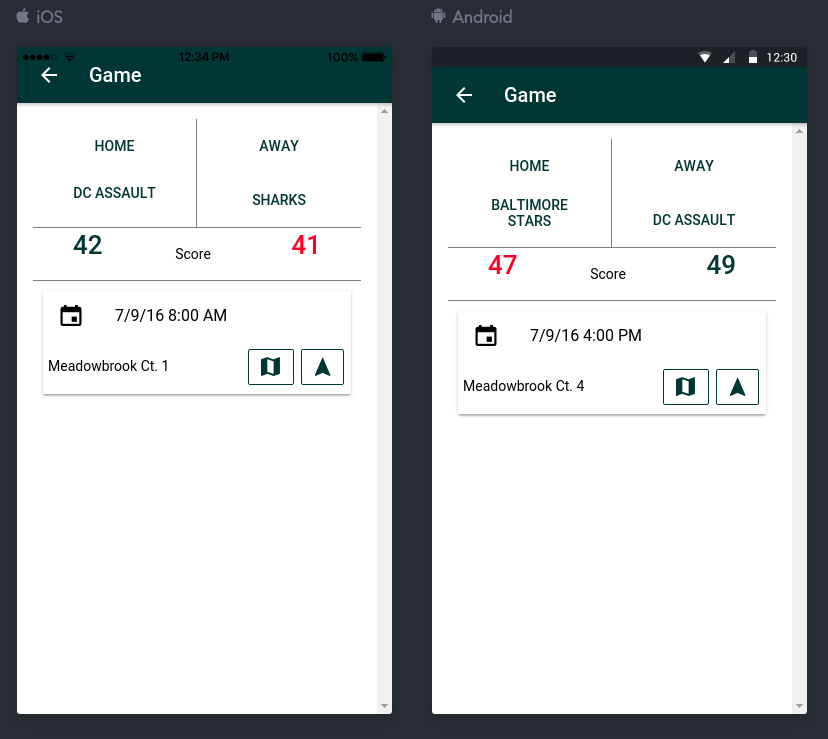 iOS
12:34 PM
100%
Game
HOME
AWAY
DC ASSAULT
SHARKS
42
Score
41
7/9/16 8:00 AM
Meadowbrook Ct. 1
Android
12:30
Game
HOME
AWAY
BALTIMORE
STARS
DC ASSAULT
47
Score
49
7/9/16 4:00 PM
Meadowbrook Ct. 4